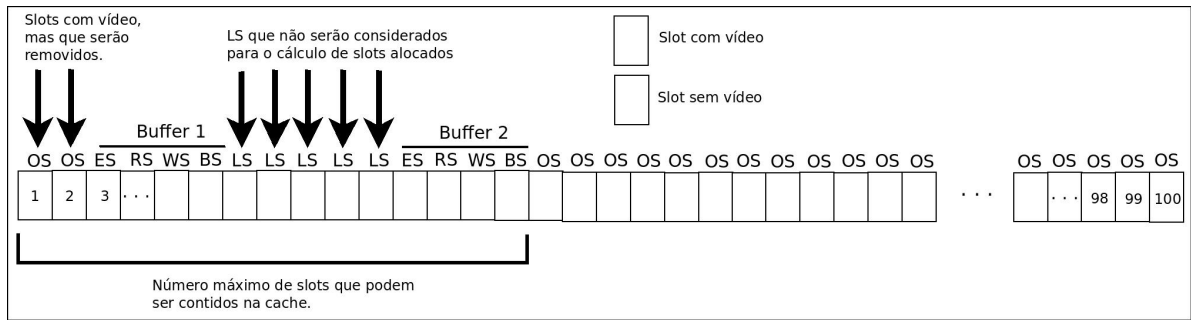 Slots com vídeo,
mas que serão
removidos.
LS que não serão considerados
para o cálculo de slots alocados
Slot com vídeo
Slot sem vídeo
Buffer 1
Buffer 2
OS OS ES RS WS BS LS LS LS LS LS ES RS WS BS OS OS OS OS OS OS OS OS OS OS OS OS OS OS OS OS OS
1 2 3 . . . . . . . . . 98 99 100
Número máximo de slots que podem
ser contidos na cache.